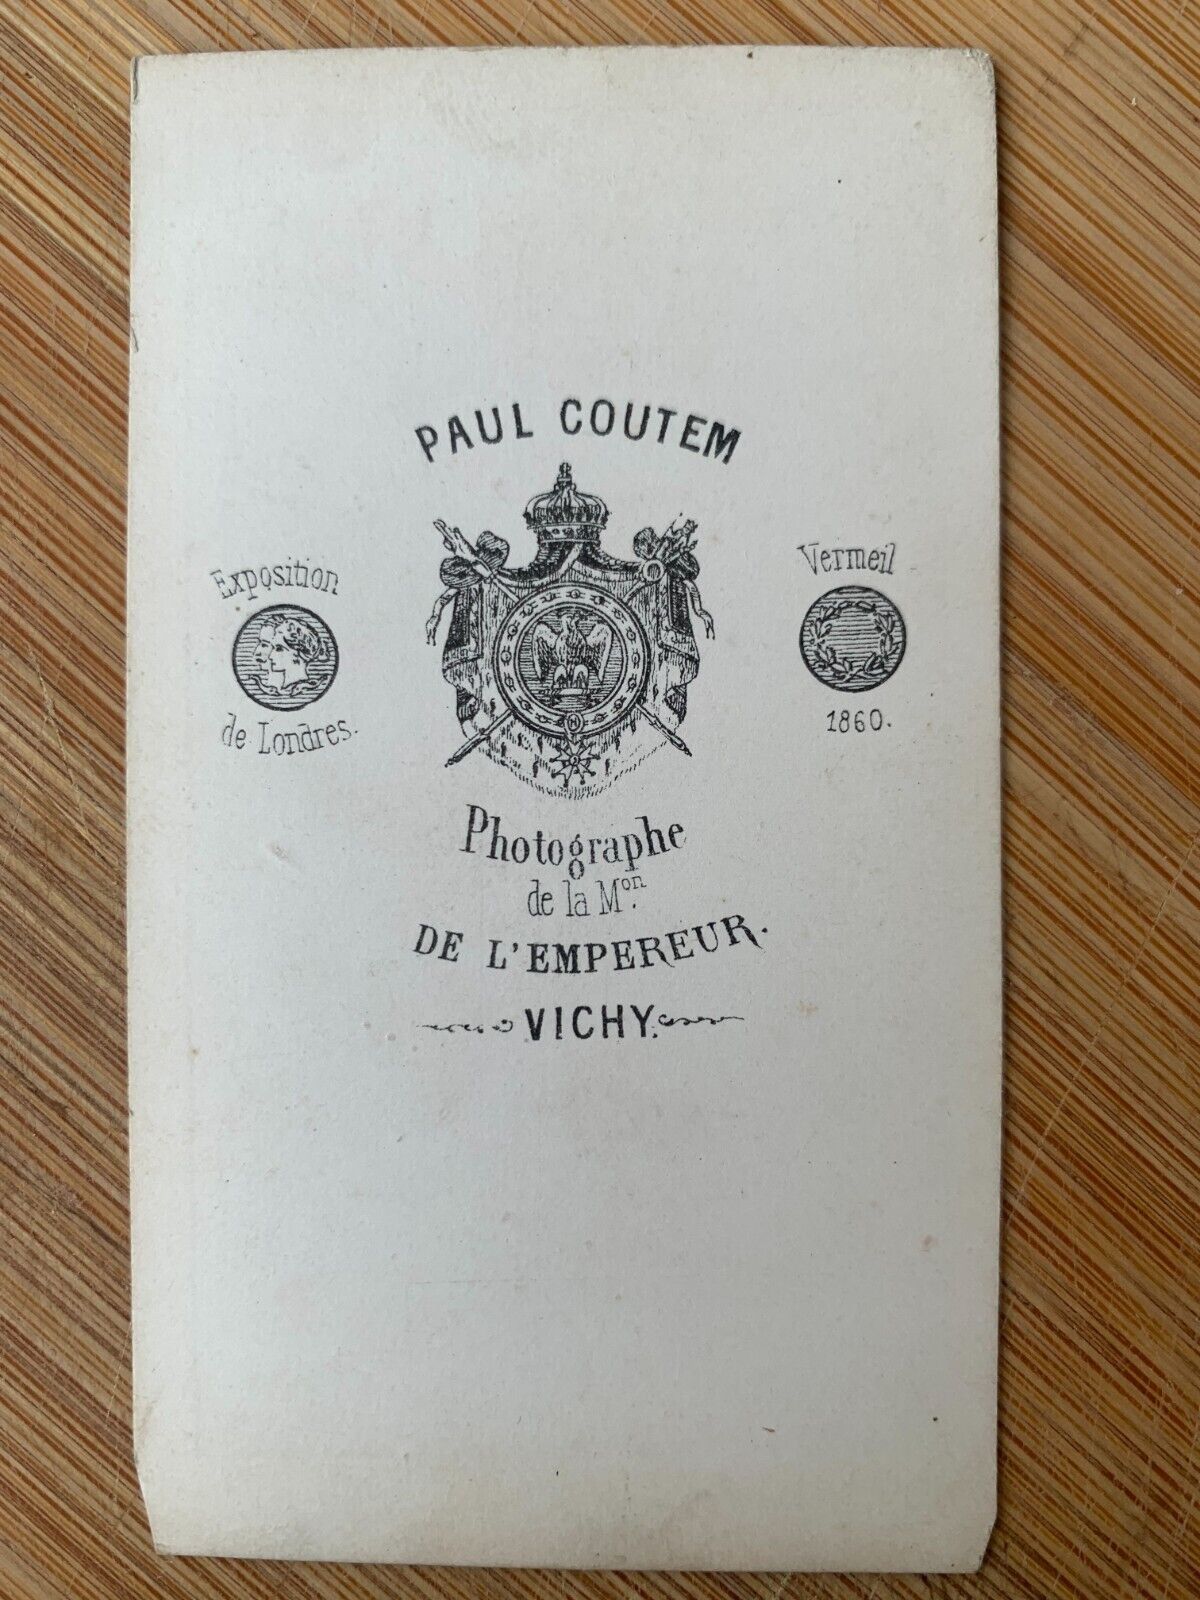 PAUL COUTEM
Exposition
de Londres.
Vermeil
1860.
Photographe
de la Mon.
DE L'EMPEREUR.
VICHY.